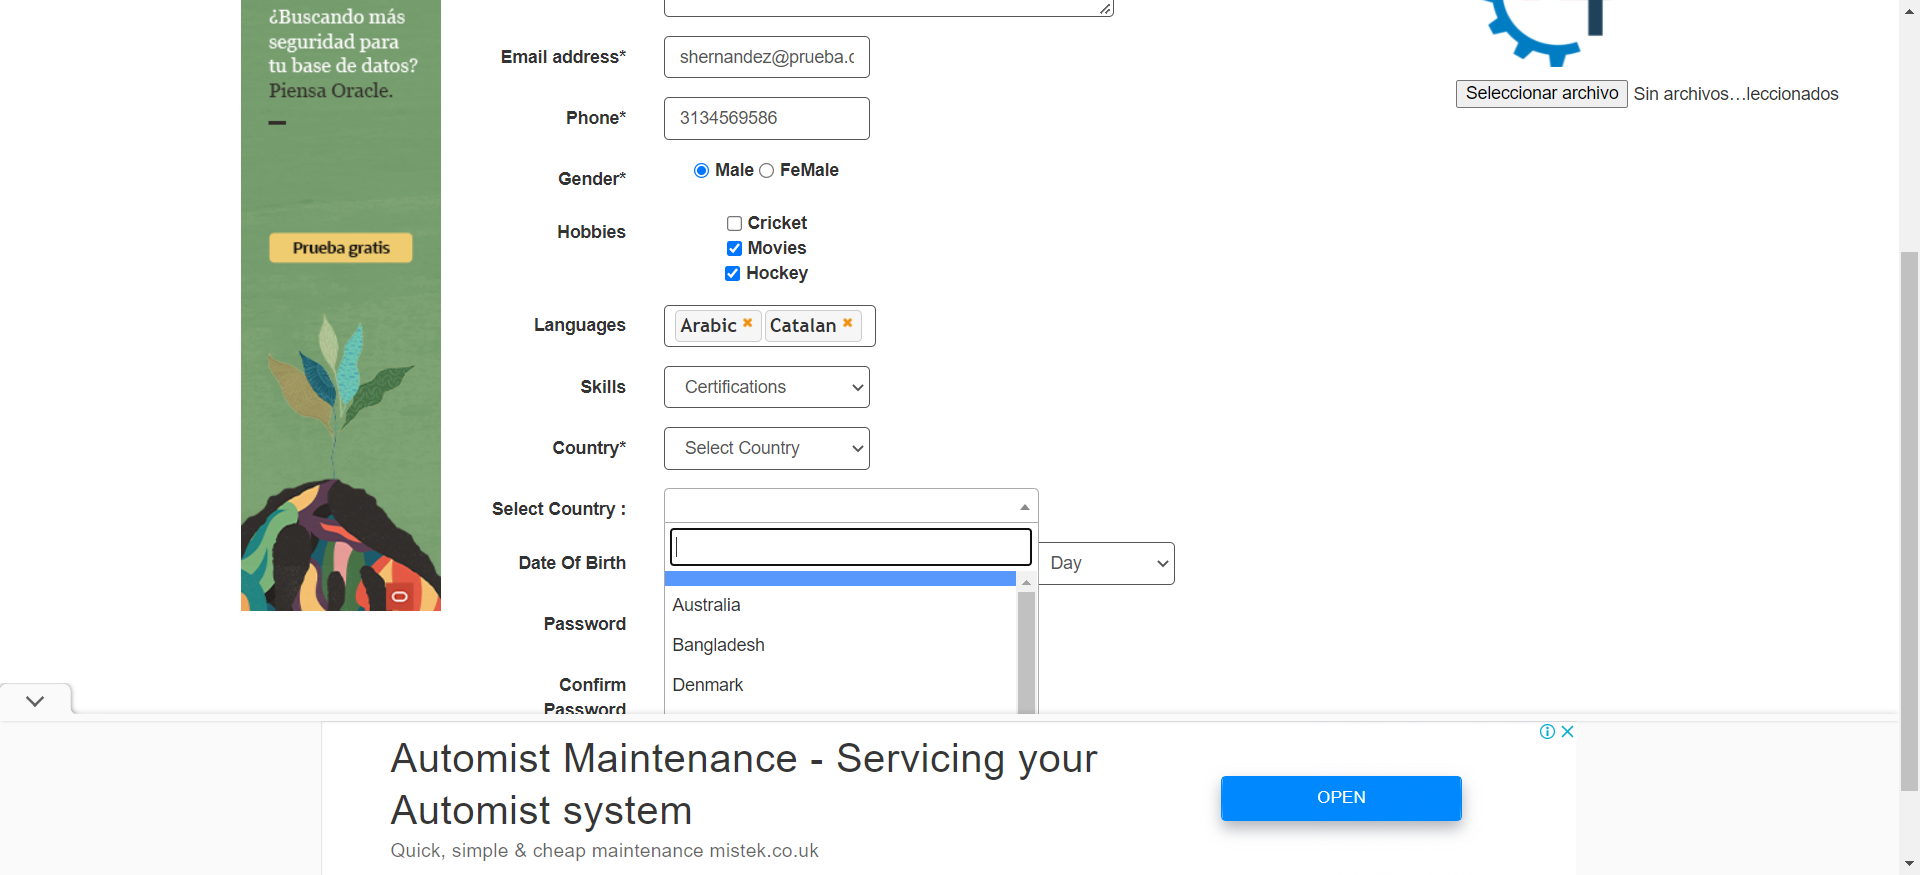 ¿Buscando más
seguridad para
tu base de datos?
Piensa Oracle.
Prueba gratis
Email address*
shernandez@prueba.c
Phone*
3134569586
Gender*
Male FeMale
Hobbies
Cricket
Movies
Hockey
Languages
Arabic Catalan
Skills
Certifications
Country*
Select Country
Select Country :
Date Of Birth
Day
Australia
Password
Bangladesh
Confirm
Password
Denmark
Seleccionar archivo Sin archivos…leccionados
Automist Maintenance - Servicing your
Automist system
Quick, simple & cheap maintenance mistek.co.uk
OPEN